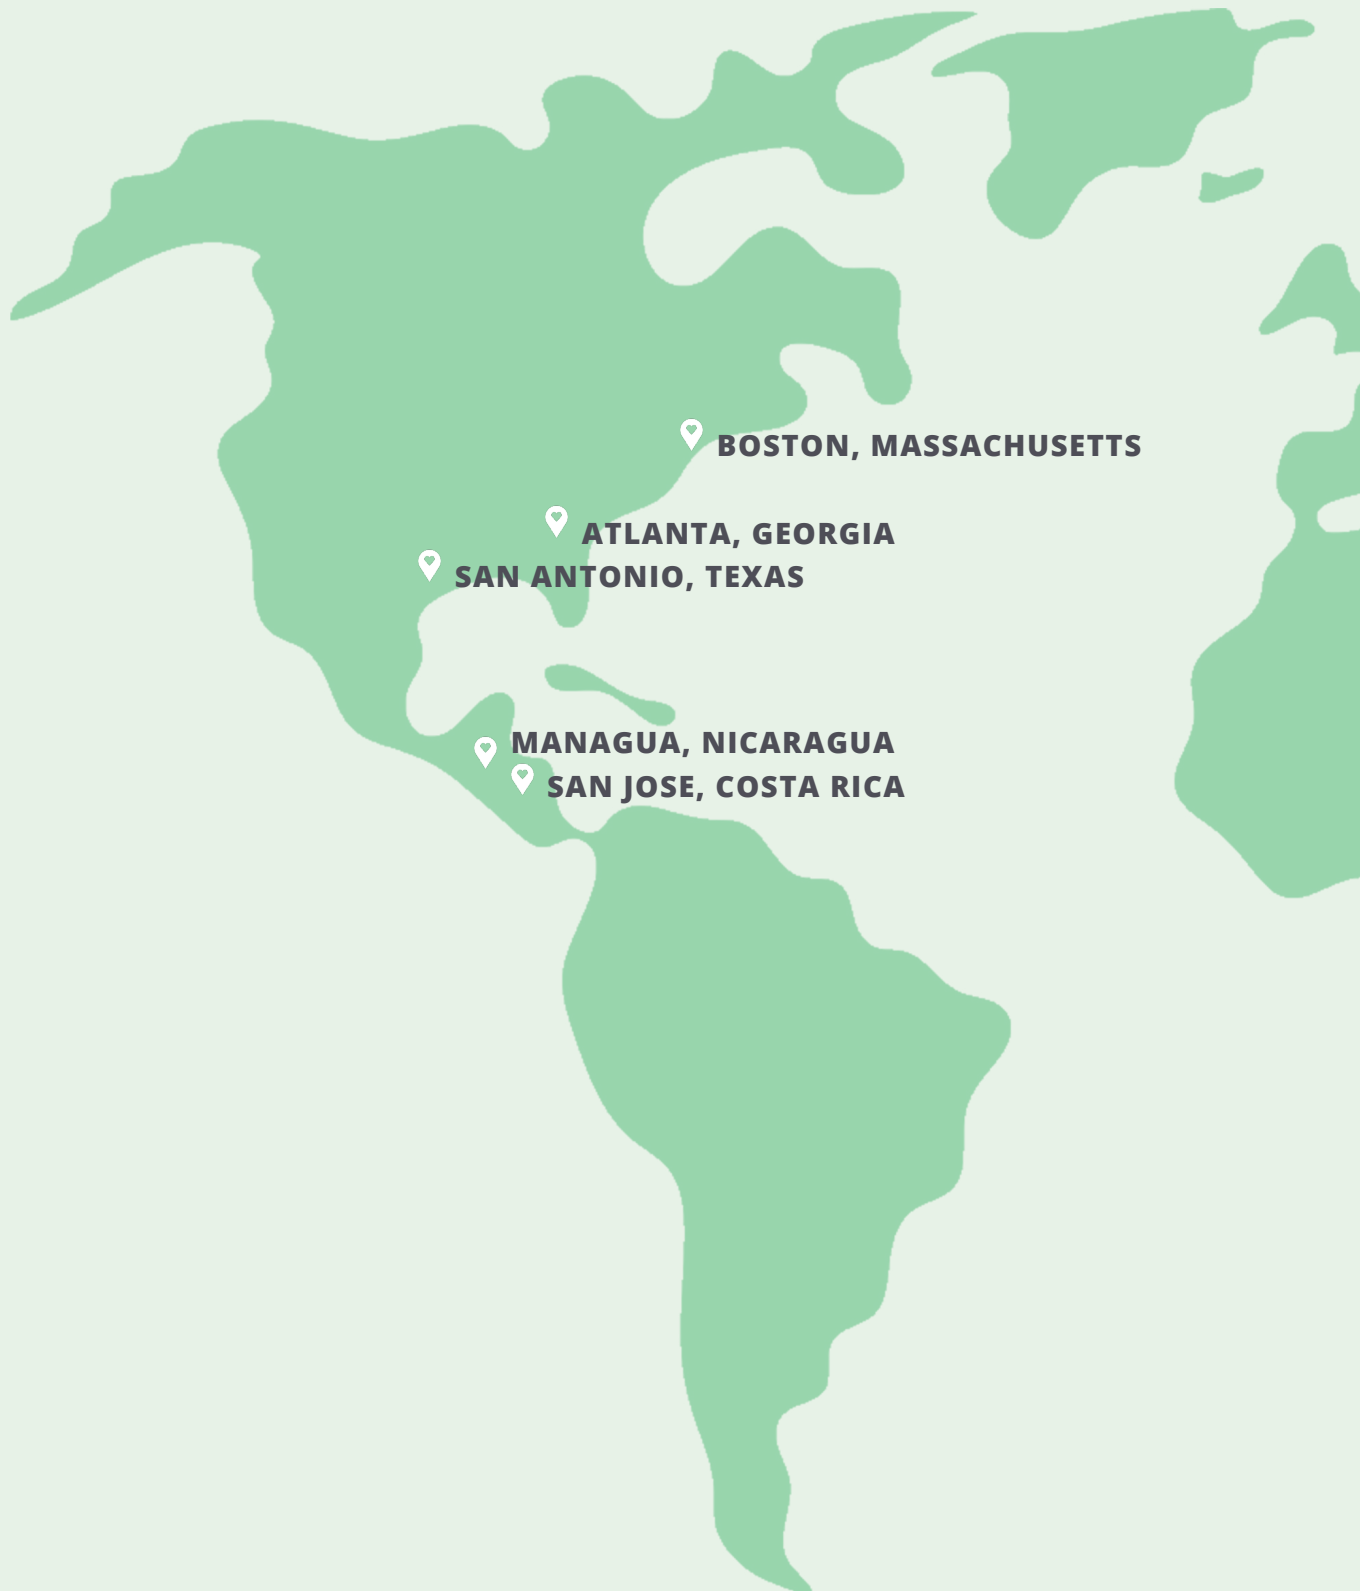 BOSTON, MASSACHUSETTS
ATLANTA, GEORGIA
SAN ANTONIO, TEXAS
MANAGUA, NICARAGUA
SAN JOSE, COSTA RICA